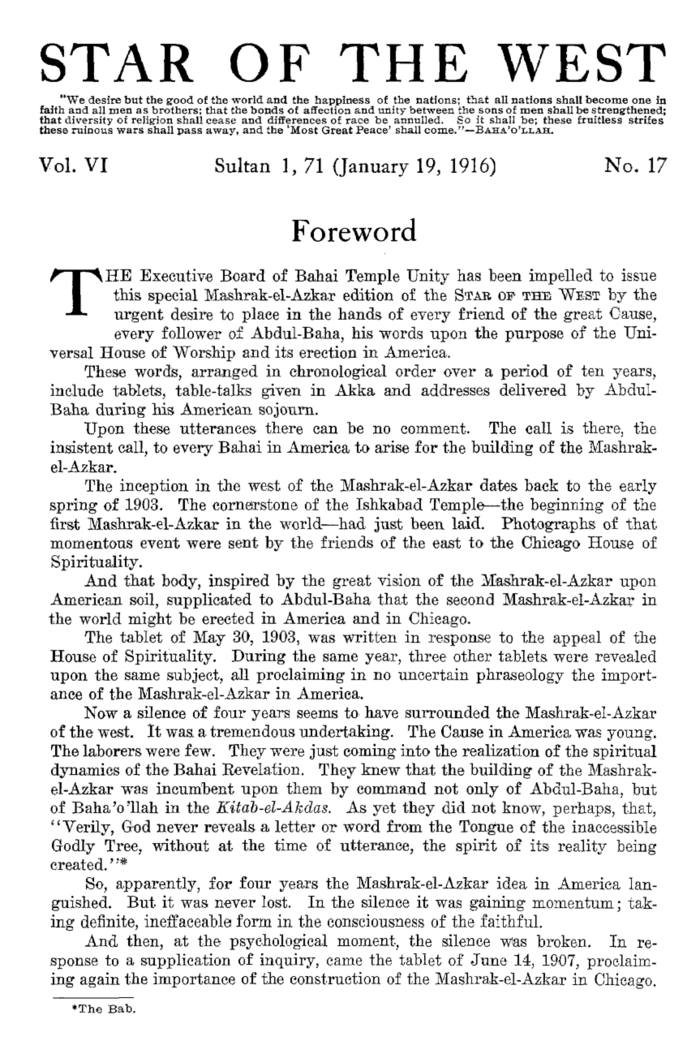 STAR OF THE WEST
"We desire but the good of the world and the happiness of the nations; that all nations shall become one in
faith and all men as brothers; that the bonds of affection and unity between the sons of men shall be strengthened;
that diversity of religion shall cease and differences of race be annulled. So it shall be; these fruitless strifes
these ruinous wars shall pass away, and the 'Most Great Peace' shall come."—BAHA'O'LLAH.
Vol. VI Sultan 1, 71 (January 19, 1916) No. 17
Foreword
THE Executive Board of Bahai Temple Unity has been impelled to issue
this special Mashrak-el-Azkar edition of the STAR OF THE WEST by the
urgent desire to place in the hands of every friend of the great Cause,
every follower of Abdul-Baha, his words upon the purpose of the Uni-
versal House of Worship and its erection in America.
These words, arranged in chronological order over a period of ten years,
include tablets, table-talks given in Akka and addresses delivered by Abdul-
Baha during his American sojourn.
Upon these utterances there can be no comment. The call is there, the
insistent call, to every Bahai in America to arise for the building of the Mashrak-
el-Azkar.
The inception in the west of the Mashrak-el-Azkar dates back to the early
spring of 1903. The cornerstone of the Ishkabad Temple—the beginning of the
first Mashrak-el-Azkar in the world—had just been laid. Photographs of that
momentous event were sent by the friends of the east to the Chicago House of
Spirituality.
And that body, inspired by the great vision of the Mashrak-el-Azkar upon
American soil, supplicated to Abdul-Baha that the second Mashrak-el-Azkar in
the world might be erected in America and in Chicago.
The tablet of May 30, 1903, was written in response to the appeal of the
House of Spirituality. During the same year, three other tablets were revealed
upon the same subject, all proclaiming in no uncertain phraseology the import-
ance of the Mashrak-el-Azkar in America.
Now a silence of four years seems to have surrounded the Mashrak-el-Azkar
of the west. It was a tremendous undertaking. The Cause in America was young.
The laborers were few. They were just coming into the realization of the spiritual
dynamics of the Bahai Revelation. They knew that the building of the Mashrak-
el-Azkar was incumbent upon them by command not only of Abdul-Baha, but
of Baha'o'llah in the Kitab-el-Akdas. As yet they did not know, perhaps, that,
"Verily, God never reveals a letter or word from the Tongue of the inaccessible
Godly Tree, without at the time of utterance, the spirit of its reality being
created."*
So, apparently, for four years the Mashrak-el-Azkar idea in America lan-
guished. But it was never lost. In the silence it was gaining momentum; tak-
ing definite, ineffaceable form in the consciousness of the faithful.
And then, at the psychological moment, the silence was broken. In re-
sponse to a supplication of inquiry, came the tablet of June 14, 1907, proclaim-
ing again the importance of the construction of the Mashrak-el-Azkar in Chicago.
*The Bab.